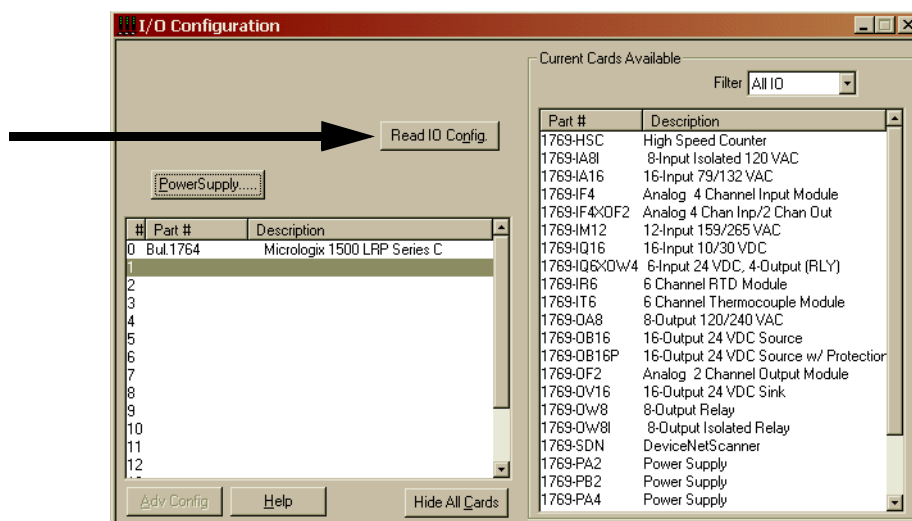 I/O Configuration
Current Cards Available
Filter All IO
Read IO Config.
PowerSupply.....
# Part # Description
0 Bul.1764 Micrologix 1500 LRP Series C
1
2
3
4
5
6
7
8
9
10
11
12
Adv Config Help Hide All Cards
Part # Description
1769-HSC High Speed Counter
1769-IA8I 8-Input Isolated 120 VAC
1769-IA16 16-Input 79/132 VAC
1769-IF4 Analog 4 Channel Input Module
1769-IF4XOF2 Analog 4 Chan Inp/2 Chan Out
1769-IM12 12-Input 159/265 VAC
1769-IQ16 16-Input 10/30 VDC
1769-IQ6XOW4 6-Input 24 VDC, 4-Output (RLY)
1769-IR6 6 Channel RTD Module
1769-IT6 6 Channel Thermocouple Module
1769-OA8 8-Output 120/240 VAC
1769-OB16 16-Output 24 VDC Source
1769-OB16P 16-Output 24 VDC Source w/ Protection
1769-OF2 Analog 2 Channel Output Module
1769-OV16 16-Output 24 VDC Sink
1769-OW8 8-Output Relay
1769-OW8I 8-Output Isolated Relay
1769-SDN DeviceNetScanner
1769-PA2 Power Supply
1769-PB2 Power Supply
1769-PA4 Power Supply